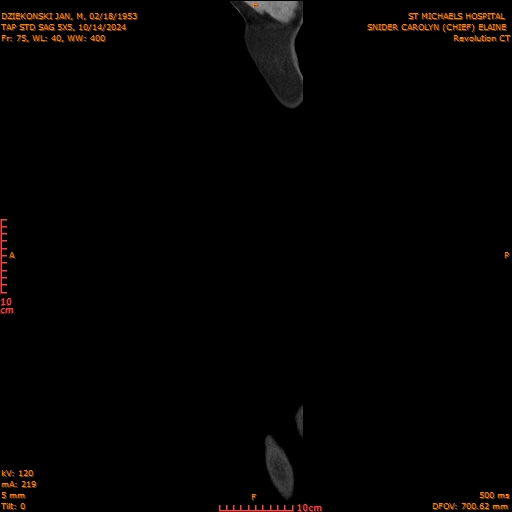 DZIEKONSKI JAN, M, 02/18/1953
TAP STD SAG 5X5, 10/14/2024
Fr: 75, WL: 40, WW: 400
ST MICHAELS HOSPITAL
SNIDER CAROLYN (CHIEF) ELAINE
Revolution CT
H
A
P
10
cm
kV: 120
mA: 219
5 mm
Tilt: 0
F
10cm
500 ms
DFOV: 700.62 mm